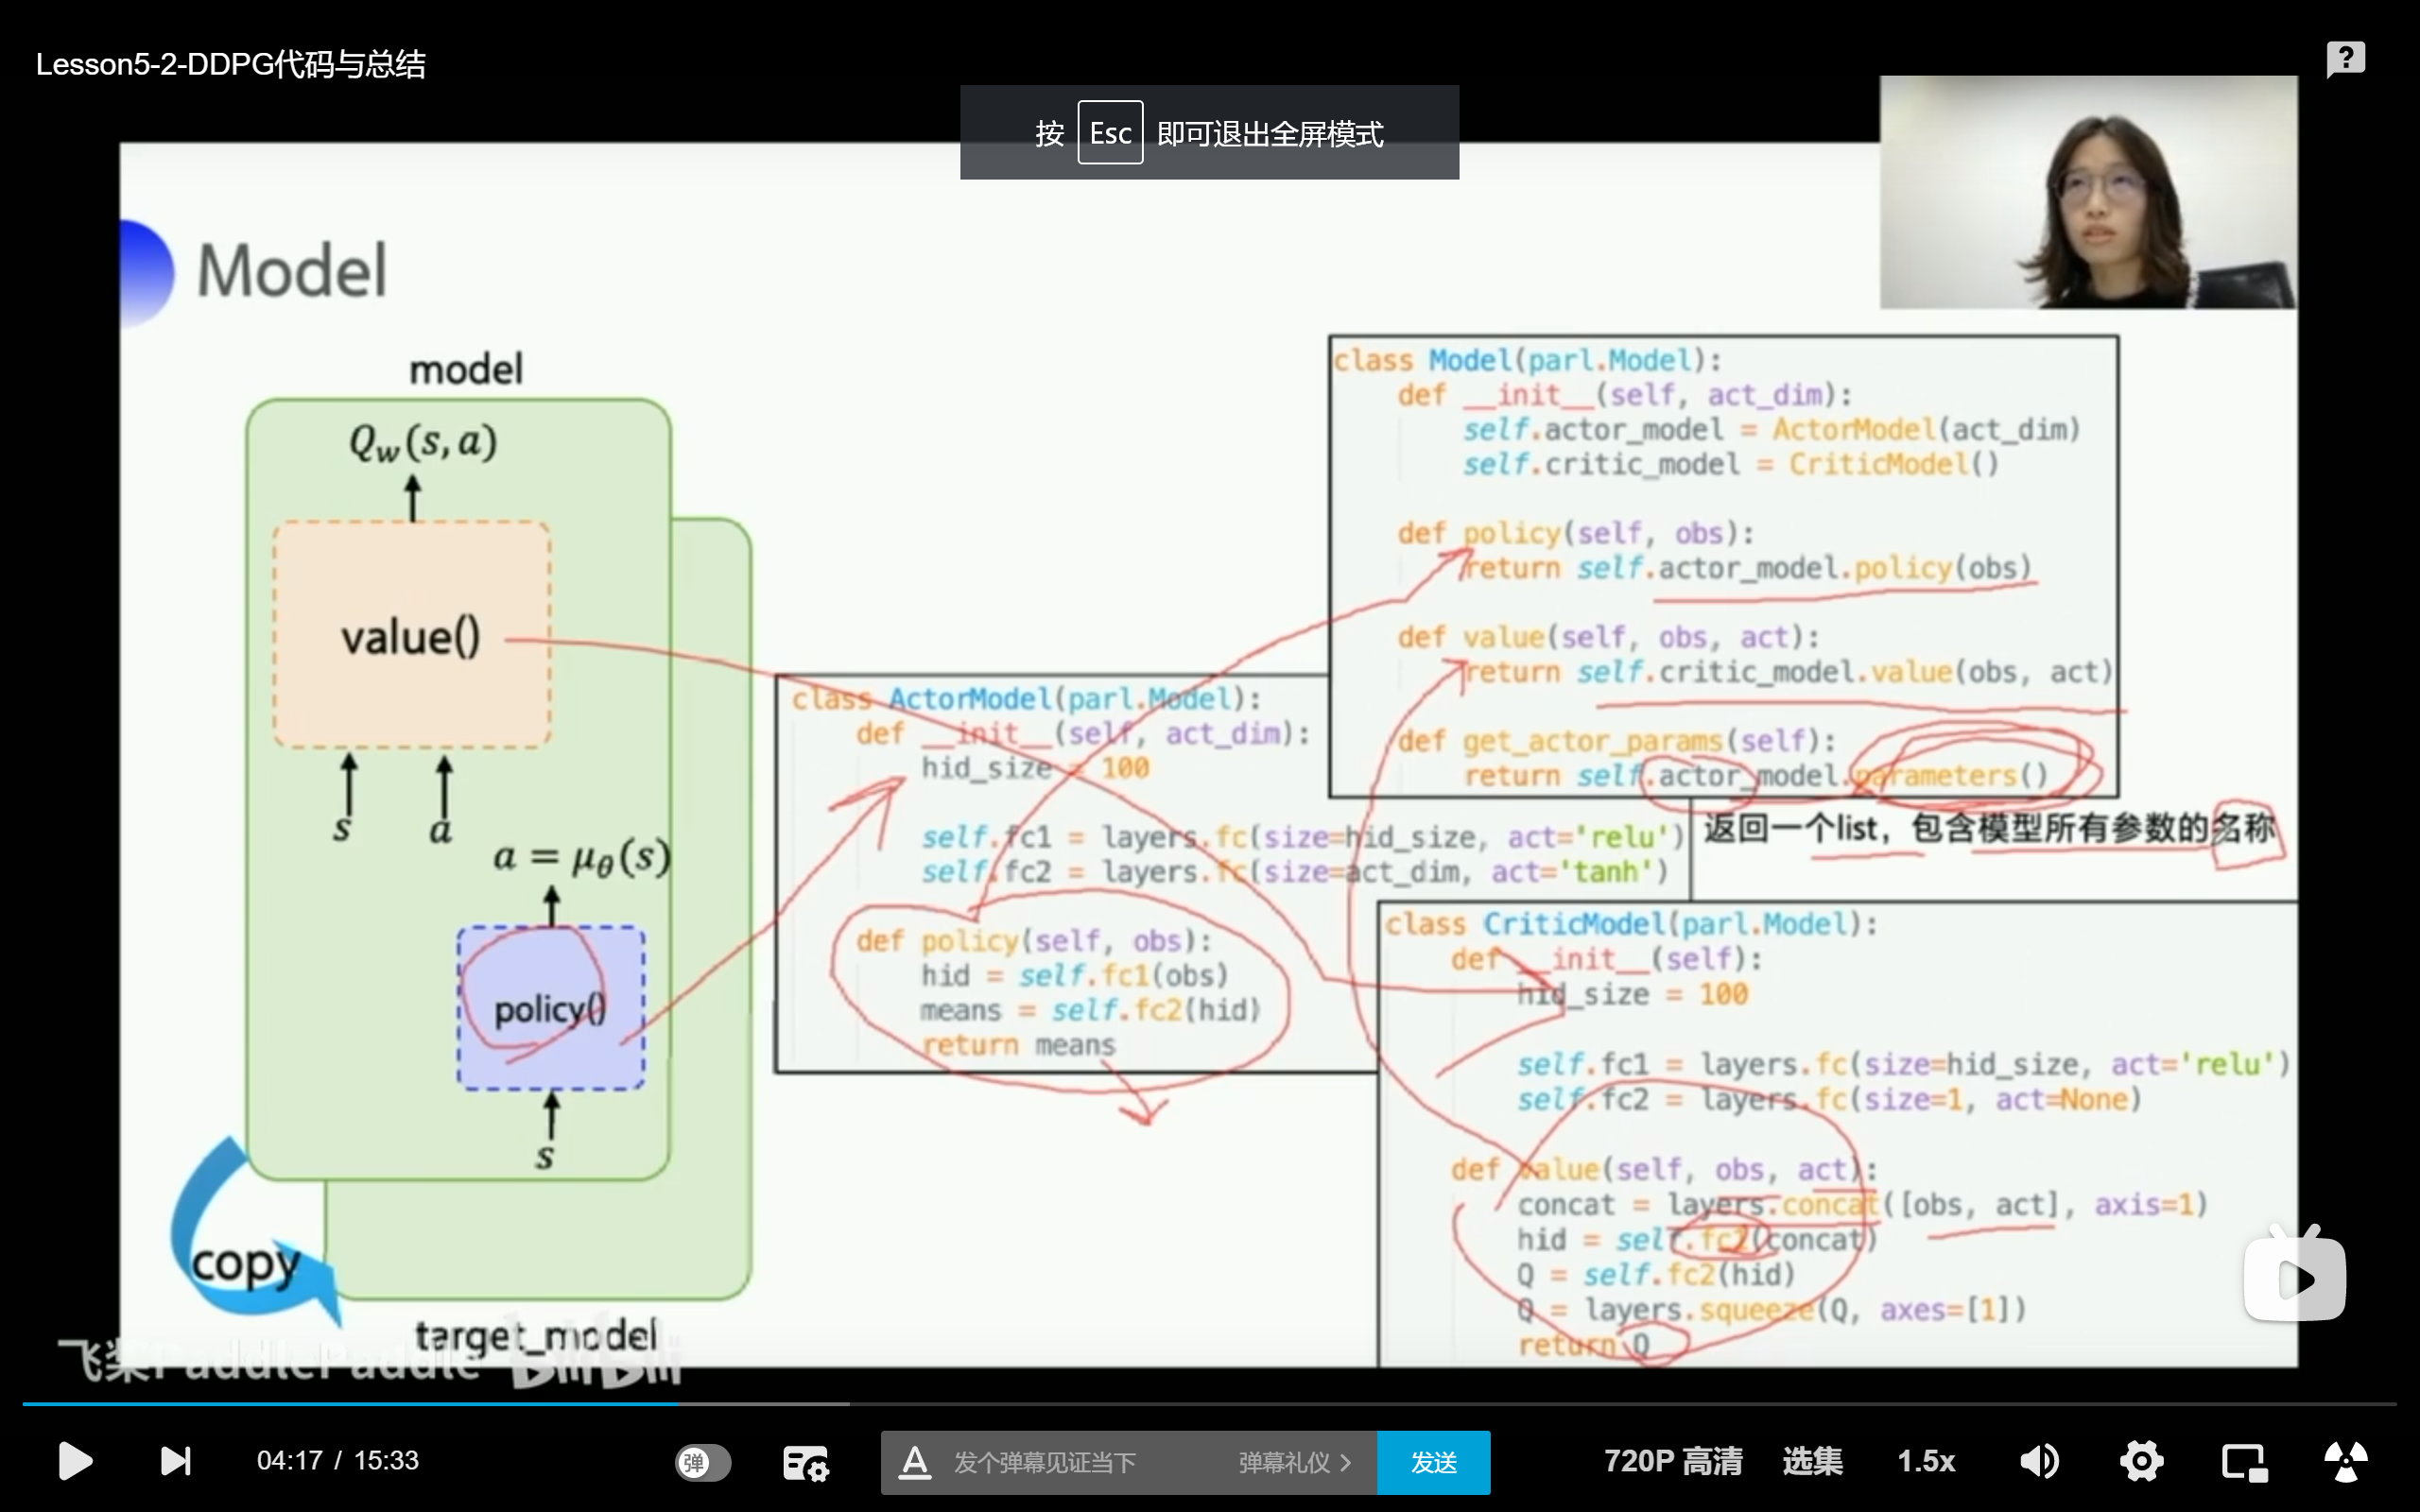 Lesson5-2-DDPG代码与总结
按 Esc 即可退出全屏模式
Model
model
Qw(s,a)
value()
s a
a = μθ(s)
policy()
s
copy
target_model
class Model(parl.Model):
def __init__(self, act_dim):
self.actor_model = ActorModel(act_dim)
self.critic_model = CriticModel()
def policy(self, obs):
return self.actor_model.policy(obs)
def value(self, obs, act):
return self.critic_model.value(obs, act)
def get_actor_params(self):
return self.actor_model.parameters()
返回一个list，包含模型所有参数的名称
class ActorModel(parl.Model):
def __init__(self, act_dim):
hid_size = 100
self.fc1 = layers.fc(size=hid_size, act='relu')
self.fc2 = layers.fc(size=act_dim, act='tanh')
def policy(self, obs):
hid = self.fc1(obs)
means = self.fc2(hid)
return means
class CriticModel(parl.Model):
def __init__(self):
hid_size = 100
self.fc1 = layers.fc(size=hid_size, act='relu')
self.fc2 = layers.fc(size=1, act=None)
def value(self, obs, act):
concat = layers.concat([obs, act], axis=1)
hid = self.fc1(concat)
Q = self.fc2(hid)
Q = layers.squeeze(Q, axes=[1])
return Q
飞桨PaddlePaddle bilibili
04:17 / 15:33
弹
发个弹幕见证当下
弹幕礼仪 >
发送
720P 高清
选集
1.5x